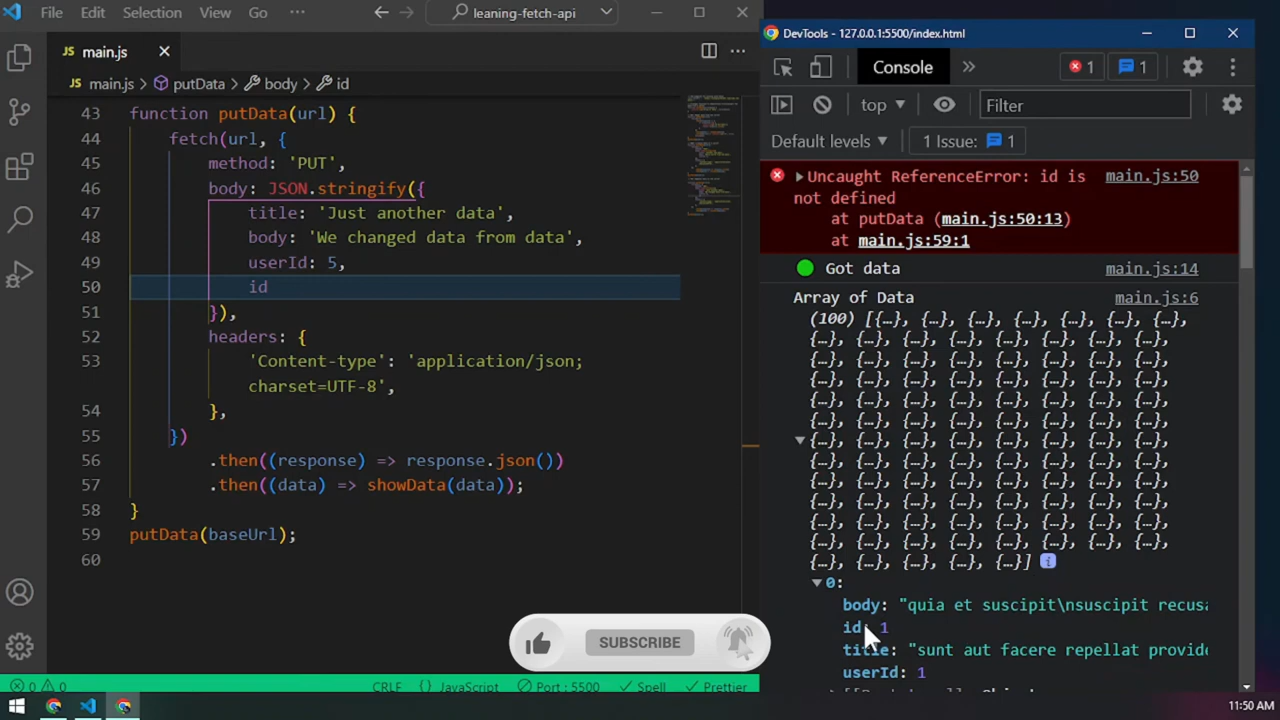 File Edit Selection View Go ··· leaning-fetch-api
JS main.js
JS main.js > putData > body > id
43 function putData(url) {
44 fetch(url, {
45 method: 'PUT',
46 body: JSON.stringify({
47 title: 'Just another data',
48 body: 'We changed data from data',
49 userId: 5,
50 id
51 }),
52 headers: {
53 'Content-type': 'application/json;
charset=UTF-8',
54 },
55 })
56 .then((response) => response.json())
57 .then((data) => showData(data));
58 }
59 putData(baseUrl);
60
SUBSCRIBE
0 0 CRLF {} JavaScript Port : 5500 Spell Prettier
DevTools - 127.0.0.1:5500/index.html
Console » 1 1
top Filter
Default levels 1 Issue: 1
Uncaught ReferenceError: id is main.js:50
not defined
at putData (main.js:50:13)
at main.js:59:1
Got data main.js:14
Array of Data main.js:6
(100) [{…}, {…}, {…}, {…}, {…}, {…}, {…},
{…}, {…}, {…}, {…}, {…}, {…}, {…}, {…},
{…}, {…}, {…}, {…}, {…}, {…}, {…}, {…},
{…}, {…}, {…}, {…}, {…}, {…}, {…}, {…},
{…}, {…}, {…}, {…}, {…}, {…}, {…}, {…},
{…}, {…}, {…}, {…}, {…}, {…}, {…}, {…},
{…}, {…}, {…}, {…}, {…}, {…}, {…}, {…},
{…}, {…}, {…}, {…}, {…}, {…}, {…}, {…},
{…}, {…}, {…}, {…}, {…}, {…}, {…}, {…},
{…}, {…}, {…}, {…}, {…}, {…}, {…}, {…},
{…}, {…}, {…}, {…}, {…}, {…}, {…}, {…},
{…}, {…}, {…}, {…}, {…}, {…}, {…}, {…},
{…}, {…}, {…}, {…}, {…}] i
0:
body: "quia et suscipit\nsuscipit recusa
id: 1
title: "sunt aut facere repellat provide
userId: 1
11:50 AM